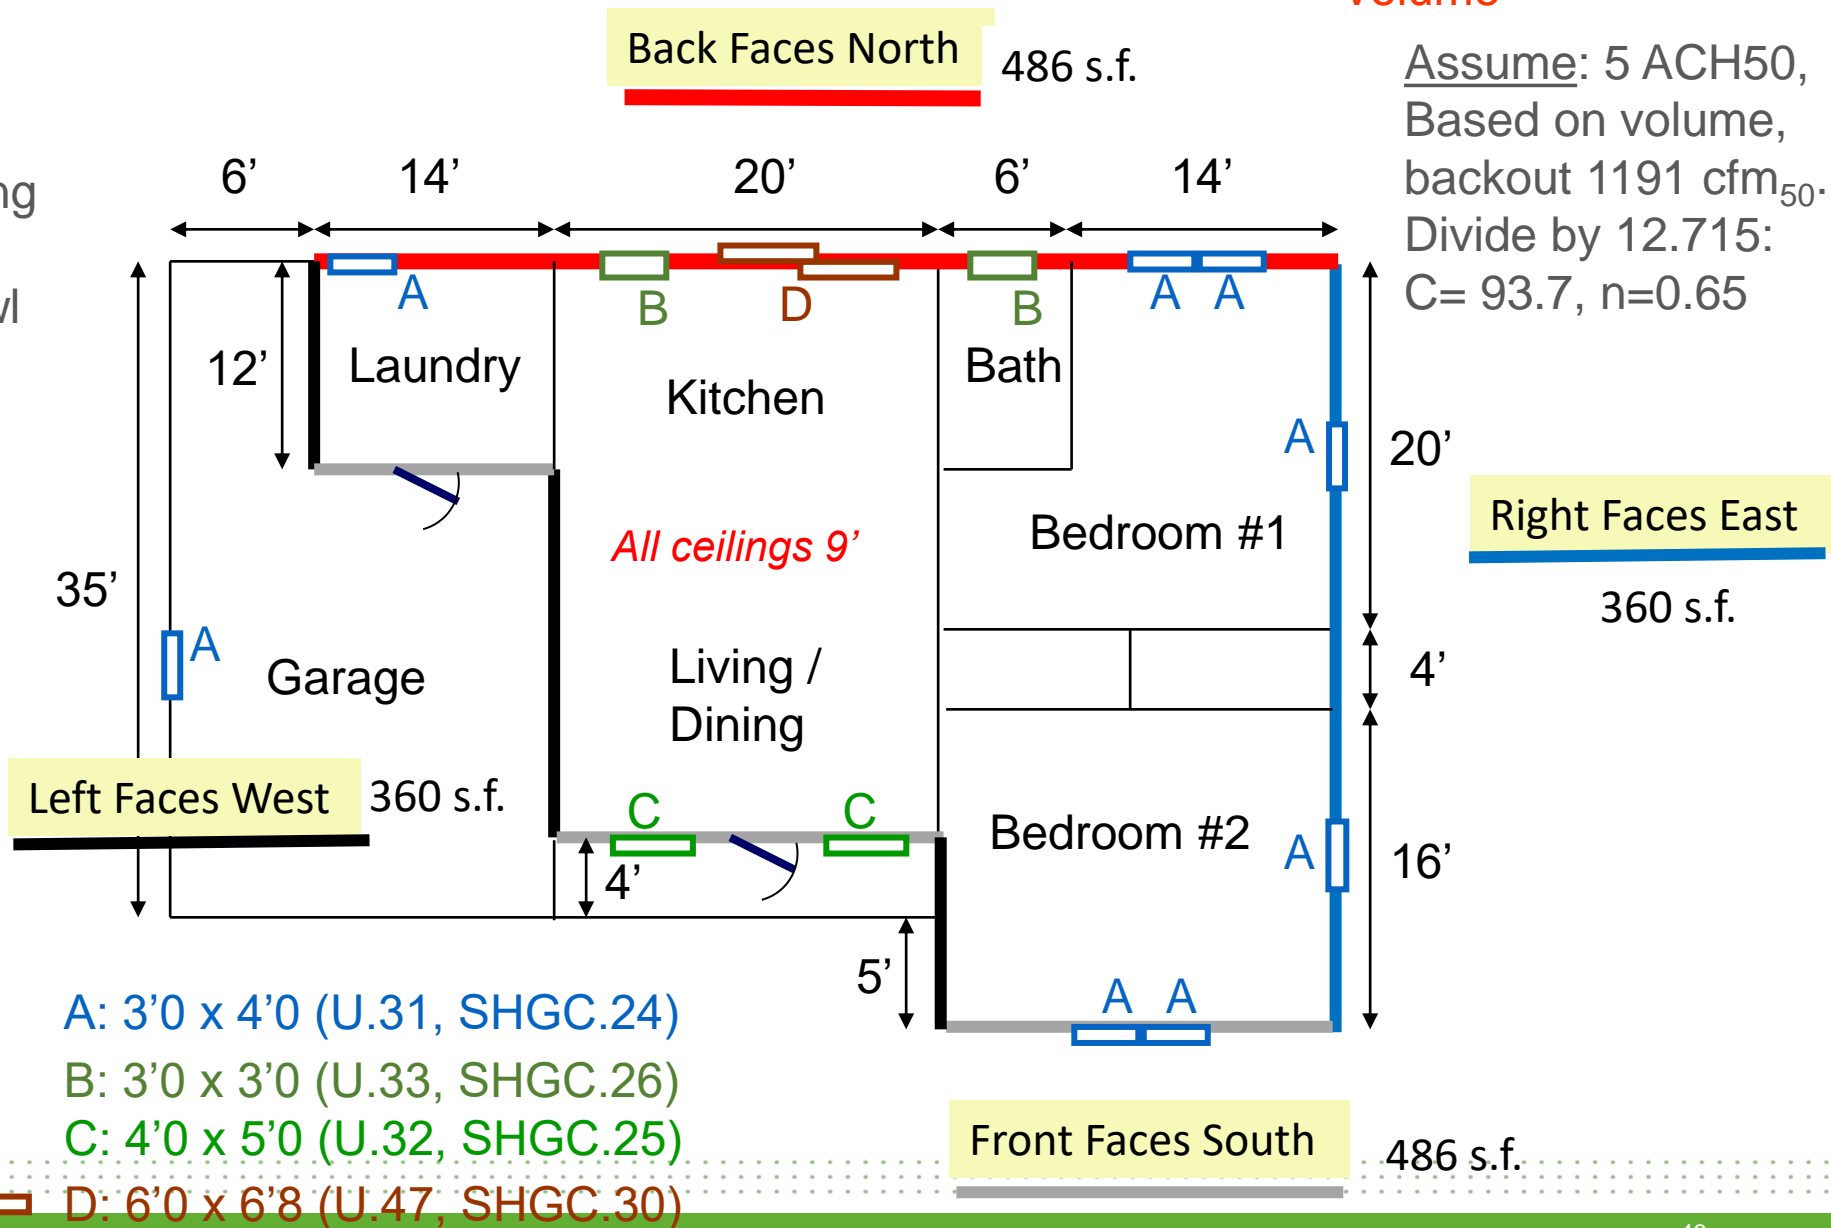 Volume
Back Faces North
486 s.f.
Assume: 5 ACH50,
Based on volume,
backout 1191 cfm50.
Divide by 12.715:
C= 93.7, n=0.65
6’ 14’ 20’ 6’ 14’
A B D B A A
12’
Laundry
Kitchen
Bath
A
20’
Right Faces East
360 s.f.
All ceilings 9’
Bedroom #1
35’
A
Garage
Living /
Dining
4’
Left Faces West
360 s.f.
C C
4’
Bedroom #2
A
16’
5’
A A
A: 3’0 x 4’0 (U.31, SHGC.24)
B: 3’0 x 3’0 (U.33, SHGC.26)
C: 4’0 x 5’0 (U.32, SHGC.25)
D: 6’0 x 6’8 (U.47, SHGC.30)
Front Faces South
486 s.f.